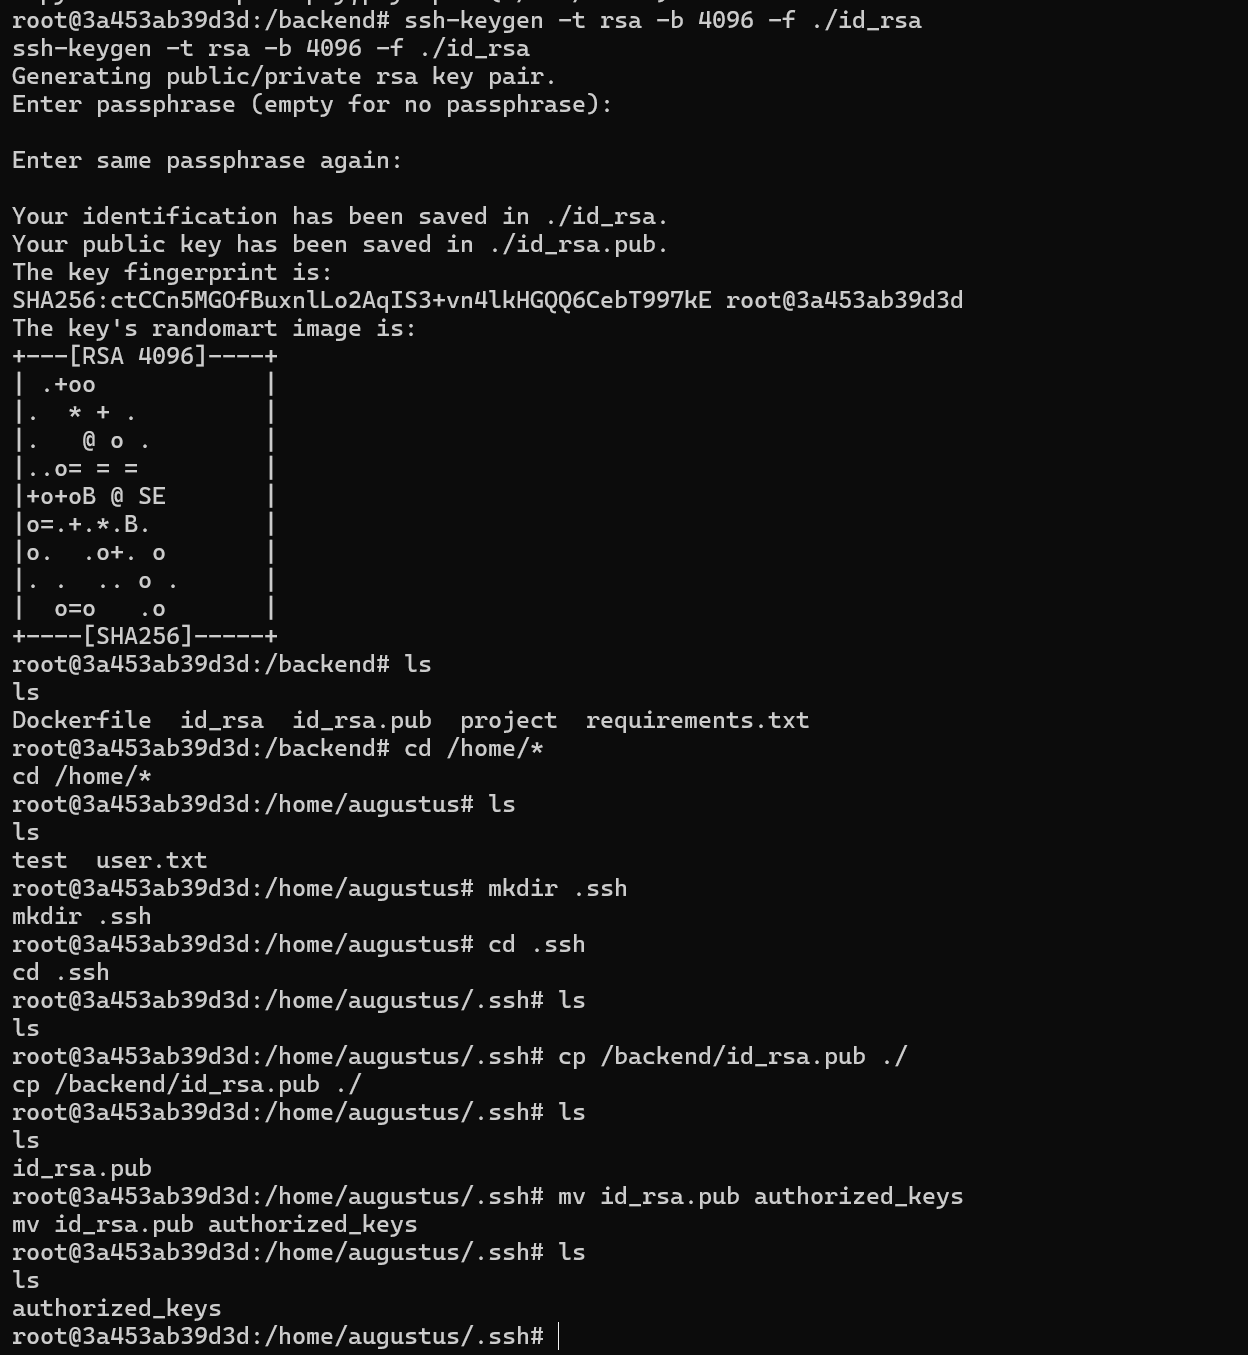 root@3a453ab39d3d:/backend# ssh-keygen -t rsa -b 4096 -f ./id_rsa
ssh-keygen -t rsa -b 4096 -f ./id_rsa
Generating public/private rsa key pair.
Enter passphrase (empty for no passphrase):
Enter same passphrase again:
Your identification has been saved in ./id_rsa.
Your public key has been saved in ./id_rsa.pub.
The key fingerprint is:
SHA256:ctCCn5MGOfBuxnlLo2AqIS3+vn4lkHGQQ6CebT997kE root@3a453ab39d3d
The key's randomart image is:
+---[RSA 4096]----+
| .+oo            |
|.  * + .         |
|.   @ o .        |
|..o= = =         |
|+o+oB @ SE       |
|o=.+.*.B.        |
|o.  .o+. o       |
|. .  .. o .      |
|  o=o   .o       |
+----[SHA256]-----+
root@3a453ab39d3d:/backend# ls
ls
Dockerfile  id_rsa  id_rsa.pub  project  requirements.txt
root@3a453ab39d3d:/backend# cd /home/*
cd /home/*
root@3a453ab39d3d:/home/augustus# ls
ls
test  user.txt
root@3a453ab39d3d:/home/augustus# mkdir .ssh
mkdir .ssh
root@3a453ab39d3d:/home/augustus# cd .ssh
cd .ssh
root@3a453ab39d3d:/home/augustus/.ssh# ls
ls
root@3a453ab39d3d:/home/augustus/.ssh# cp /backend/id_rsa.pub ./
cp /backend/id_rsa.pub ./
root@3a453ab39d3d:/home/augustus/.ssh# ls
ls
id_rsa.pub
root@3a453ab39d3d:/home/augustus/.ssh# mv id_rsa.pub authorized_keys
mv id_rsa.pub authorized_keys
root@3a453ab39d3d:/home/augustus/.ssh# ls
ls
authorized_keys
root@3a453ab39d3d:/home/augustus/.ssh#